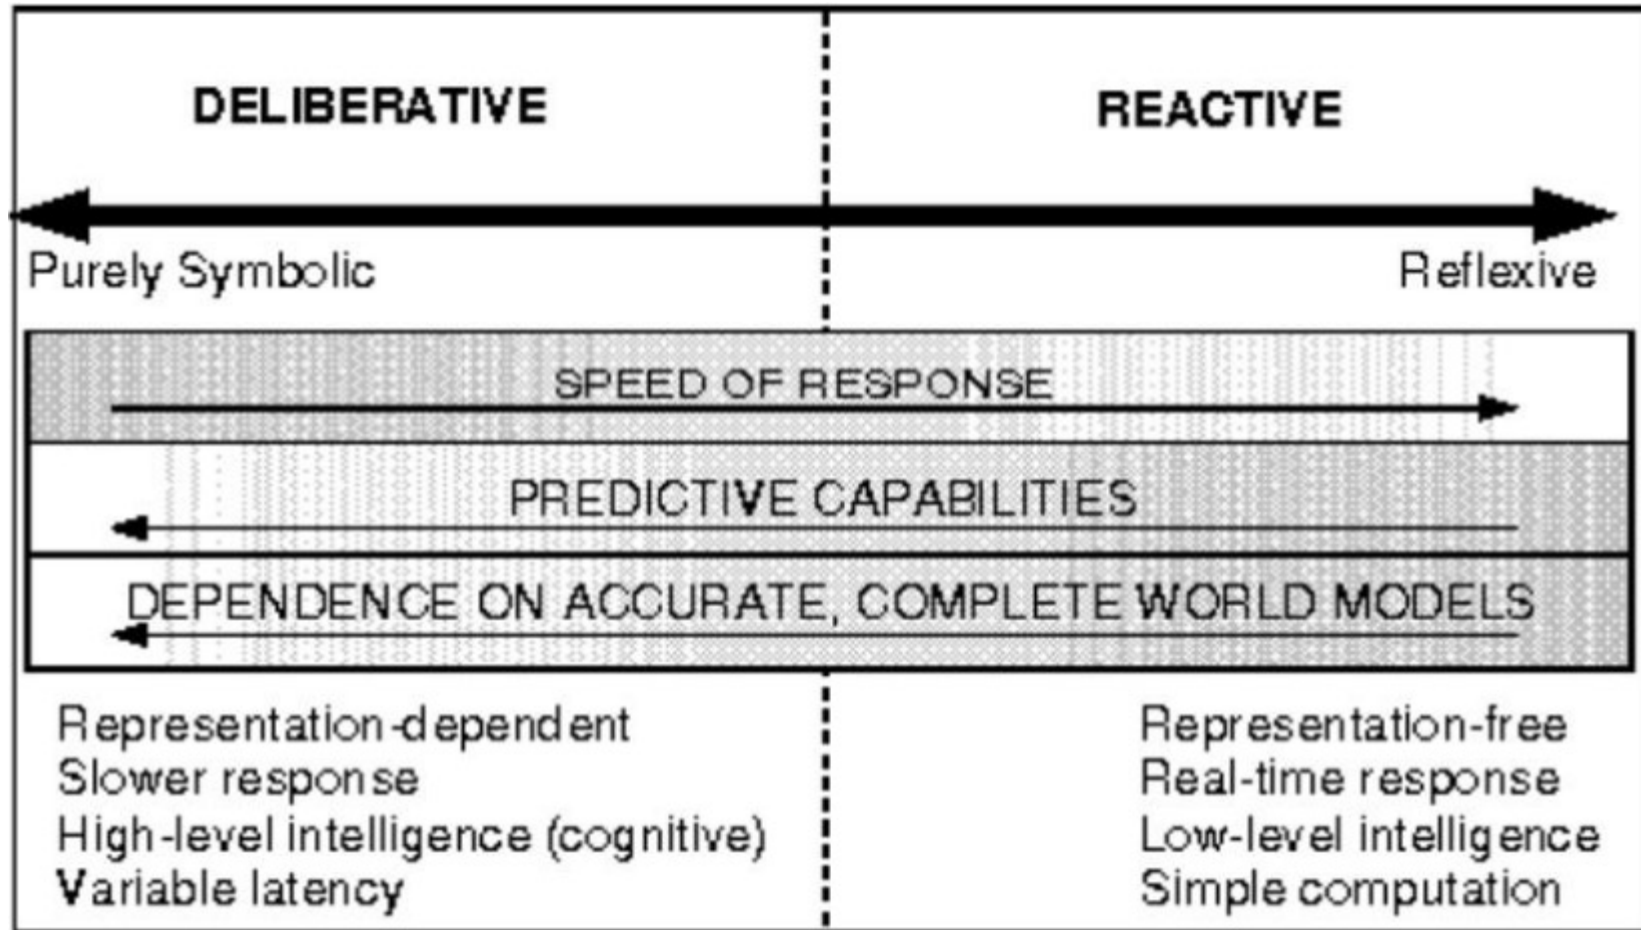 DELIBERATIVE
REACTIVE
Purely Symbolic
Reflexive
SPEED OF RESPONSE
PREDICTIVE CAPABILITIES
DEPENDENCE ON ACCURATE, COMPLETE WORLD MODELS
Representation-dependent
Slower response
High-level intelligence (cognitive)
Variable latency
Representation-free
Real-time response
Low-level intelligence
Simple computation